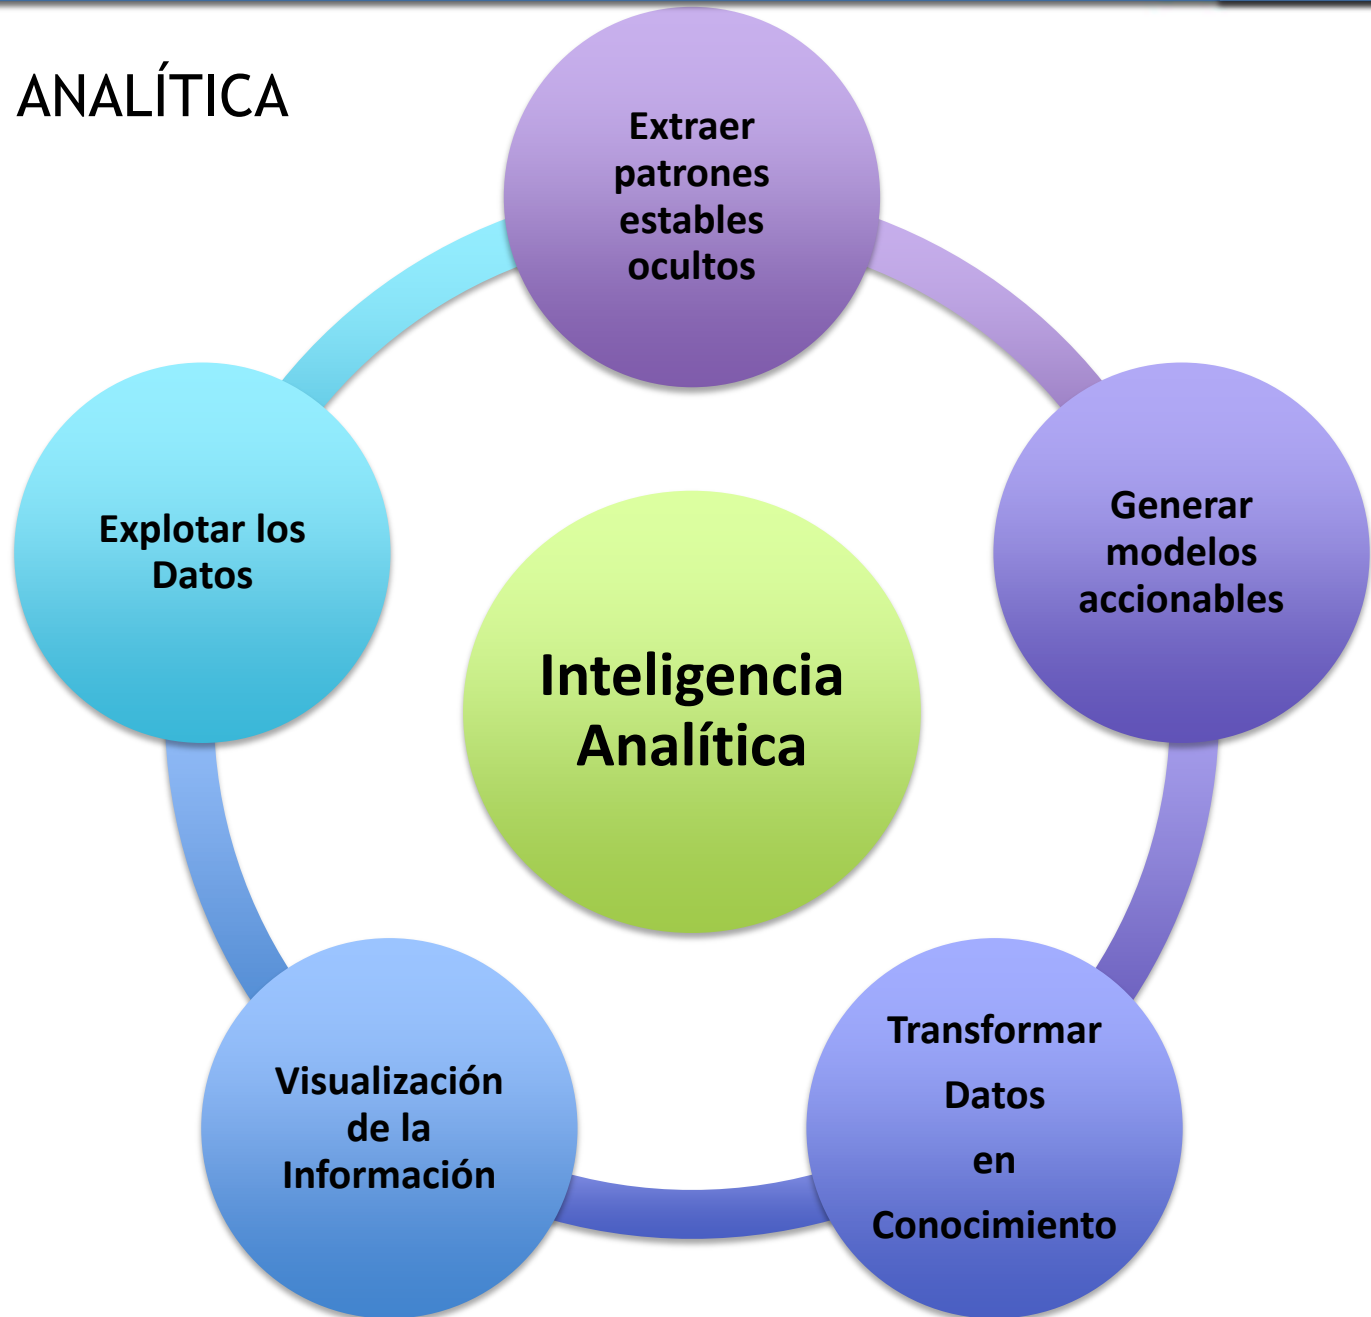 ANALÍTICA
Extraer
patrones
estables
ocultos
Generar
modelos
accionables
Transformar
Datos
en
Conocimiento
Visualización
de la
Información
Explotar los
Datos
Inteligencia
Analítica